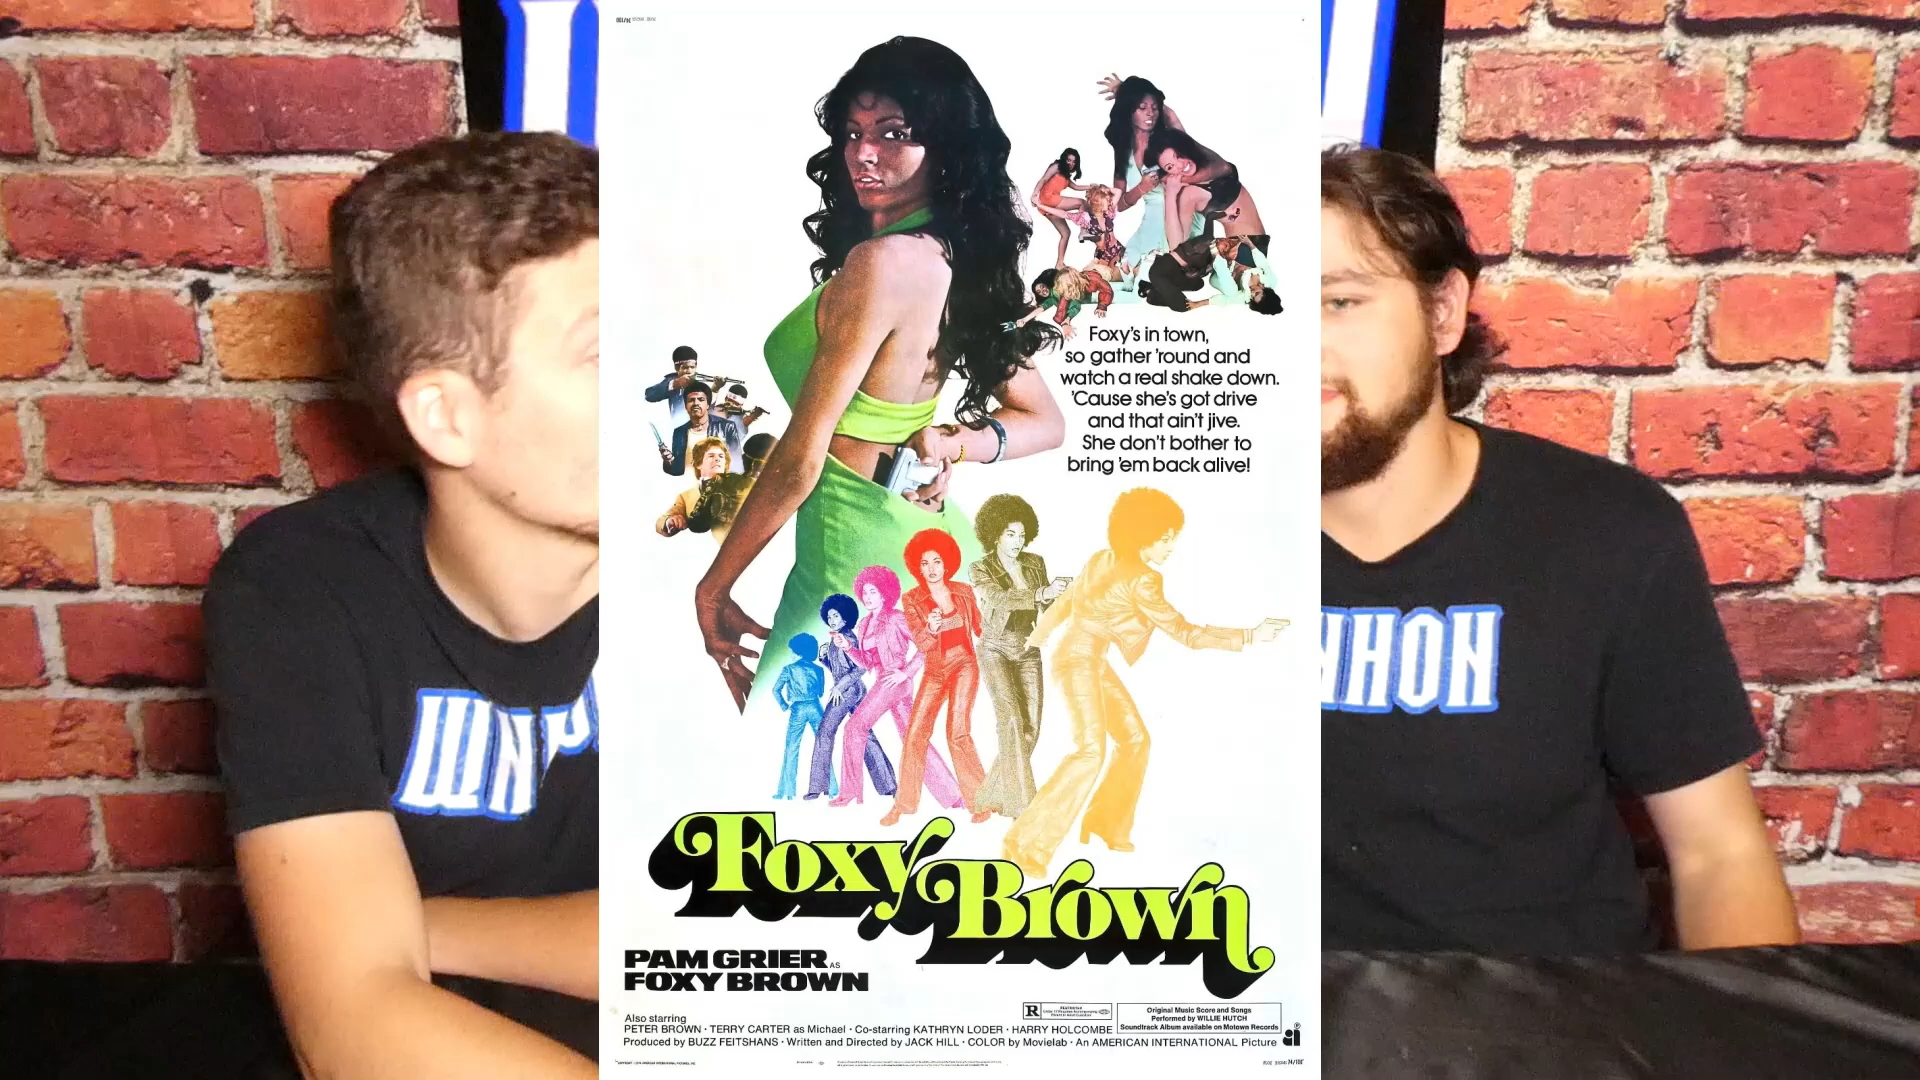 Foxy's in town,
so gather 'round and
watch a real shake down.
'Cause she's got drive
and that ain't jive.
She don't bother to
bring 'em back alive!
WNP
NHON
Foxy Brown
PAM GRIER AS
FOXY BROWN
Also starring
PETER BROWN · TERRY CARTER as Michael · Co-starring KATHRYN LODER · HARRY HOLCOMBE
Produced by BUZZ FEITSHANS · Written and Directed by JACK HILL · COLOR by Movielab · An AMERICAN INTERNATIONAL Picture
R RESTRICTED
Original Music Score and Songs
Performed by WILLIE HUTCH
Soundtrack Album available on Motown Records